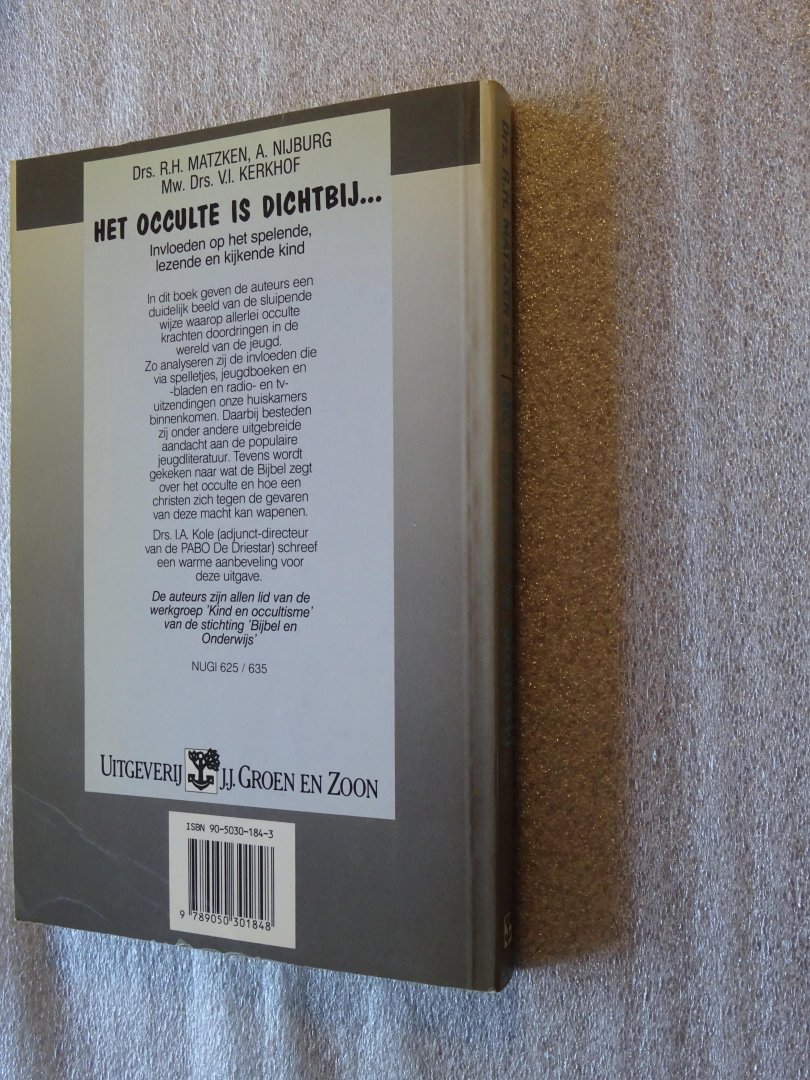 Drs. R.H. MATZKEN, A. NIJBURG
Mw. Drs. V.I. KERKHOF
HET OCCULTE IS DICHTBIJ...
Invloeden op het spelende,
lezende en kijkende kind
In dit boek geven de auteurs een
duidelijk beeld van de sluipende
wijze waarop allerlei occulte
krachten doordringen in de
wereld van de jeugd.
Zo analyseren zij de invloeden die
via spelletjes, jeugdboeken en
-bladen en radio- en tv-
uitzendingen onze huiskamers
binnenkomen. Daarbij besteden
zij onder andere uitgebreide
aandacht aan de populaire
jeugdliteratuur. Tevens wordt
gekeken naar wat de Bijbel zegt
over het occulte en hoe een
christen zich tegen de gevaren
van deze macht kan wapenen.
Drs. I.A. Kole (adjunct-directeur
van de PABO De Driestar) schreef
een warme aanbeveling voor
deze uitgave.
De auteurs zijn allen lid van de
werkgroep 'Kind en occultisme'
van de stichting 'Bijbel en
Onderwijs'
NUGI 625 / 635
UITGEVERIJ J.J. GROEN EN ZOON
ISBN 90-5030-184-3
9 789050 301848
Drs. R.H. MATZKEN